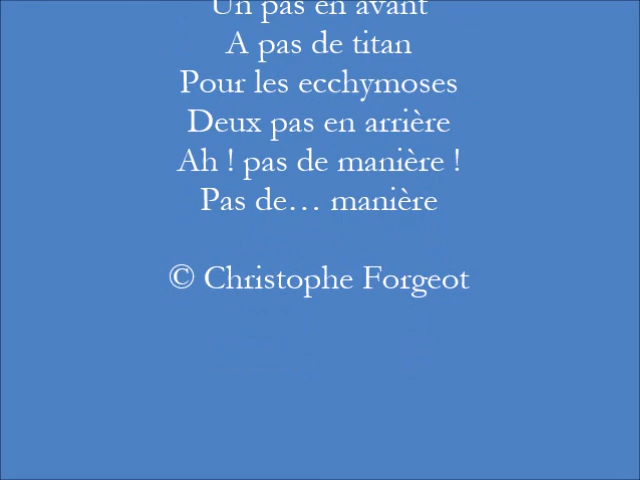 Un pas en avant
A pas de titan
Pour les ecchymoses
Deux pas en arrière
Ah ! pas de manière !
Pas de… manière
© Christophe Forgeot